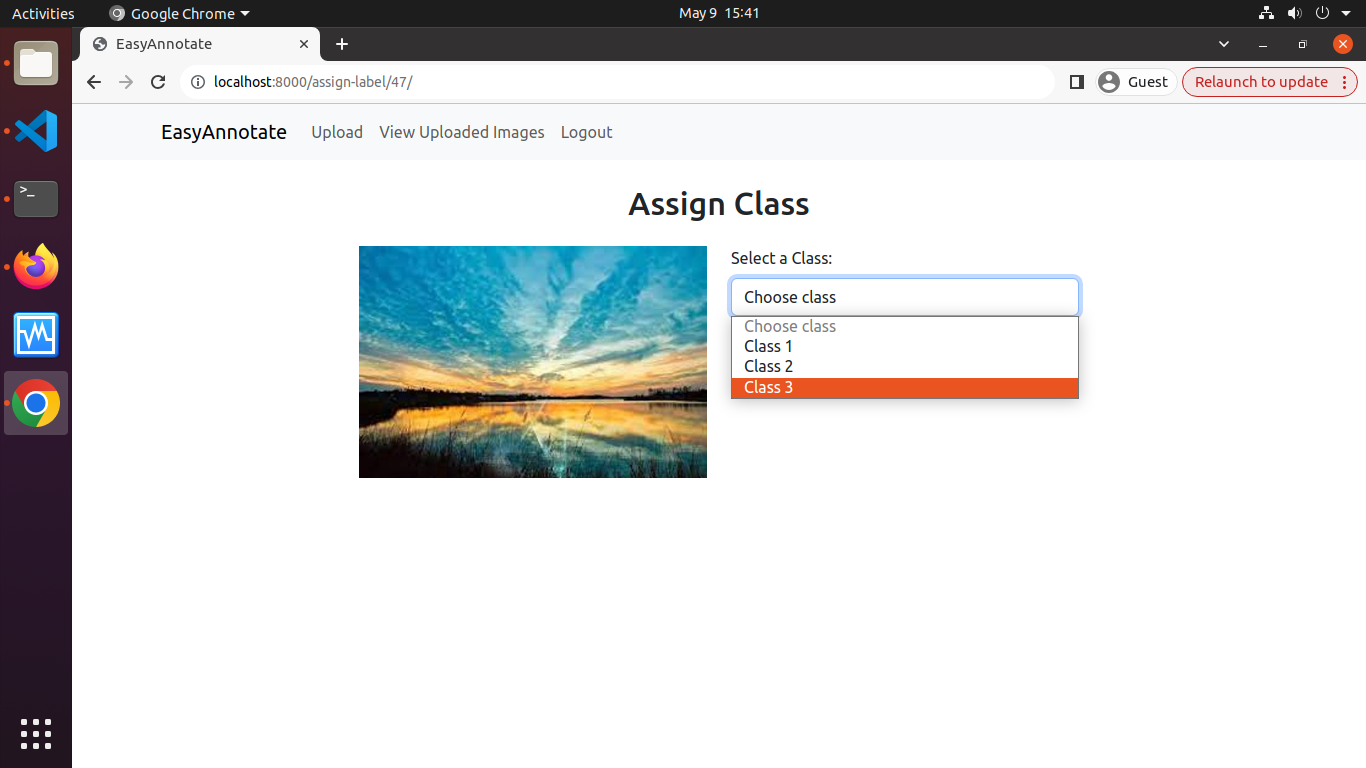 Activities Google Chrome May 9 15:41
EasyAnnotate
localhost:8000/assign-label/47/ Guest Relaunch to update
EasyAnnotate Upload View Uploaded Images Logout
Assign Class
Select a Class:
Choose class
Choose class
Class 1
Class 2
Class 3
>_